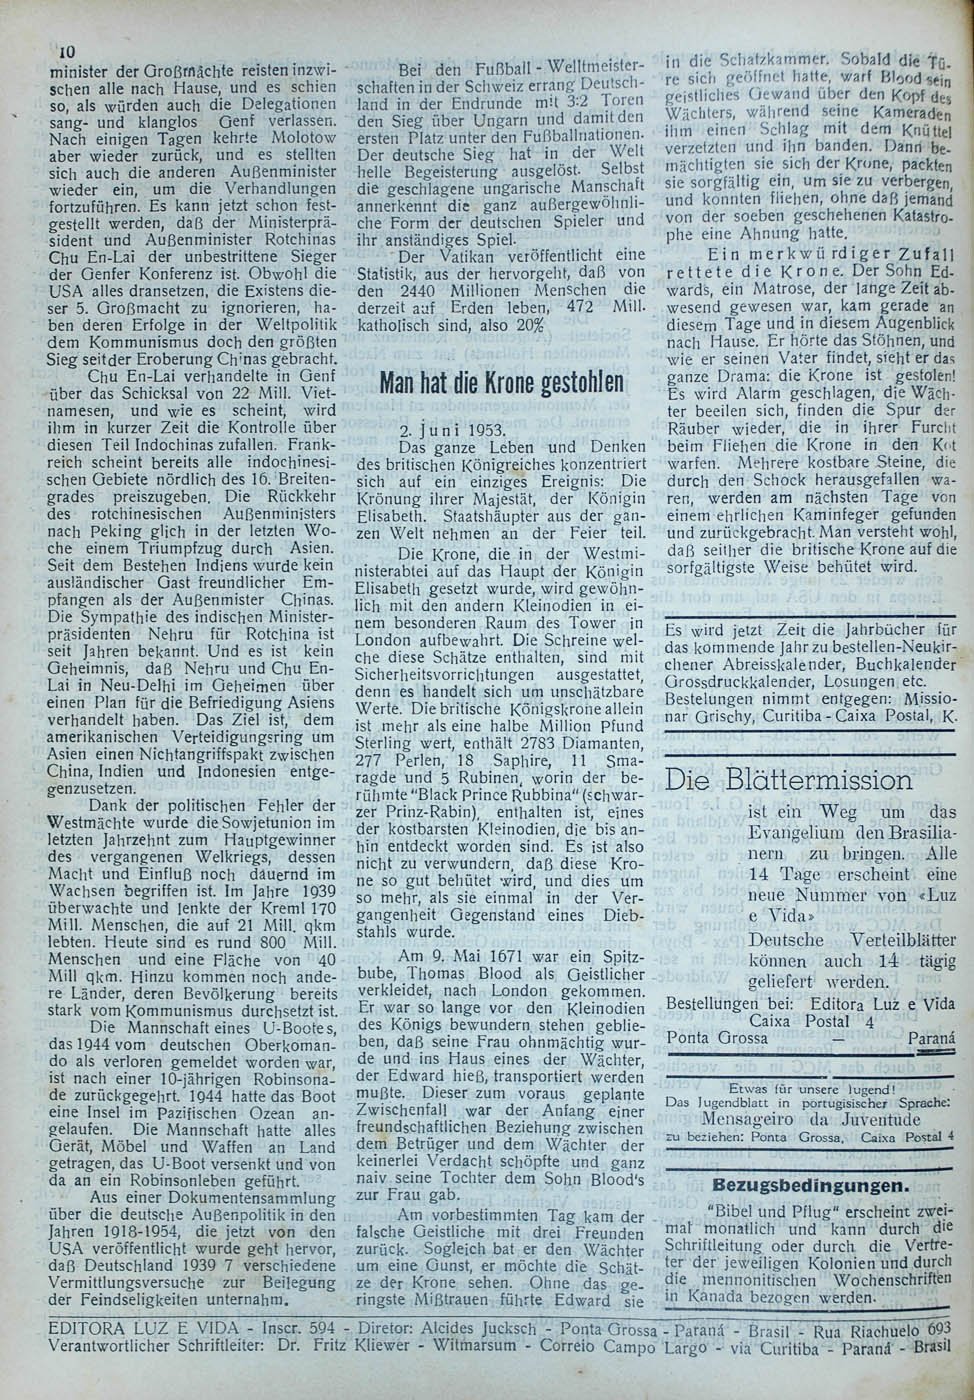 10
minister der Großmächte reisten inzwi-
schen alle nach Hause, und es schien
so, als würden auch die Delegationen
sang- und klanglos Genf verlassen.
Nach einigen Tagen kehrte Molotow
aber wieder zurück, und es stellten
sich auch die anderen Außenminister
wieder ein, um die Verhandlungen
fortzuführen. Es kann jetzt schon fest-
gestellt werden, daß der Ministerprä-
sident und Außenminister Rotchinas
Chu En-Lai der unbestrittene Sieger
der Genfer Konferenz ist. Obwohl die
USA alles dransetzen, die Existens die-
ser 5. Großmacht zu ignorieren, ha-
ben deren Erfolge in der Weltpolitik
dem Kommunismus doch den größten
Sieg seit der Eroberung Chinas gebracht.
Chu En-Lai verhandelte in Genf
über das Schicksal von 22 Mill. Viet-
namesen, und wie es scheint, wird
ihm in kurzer Zeit die Kontrolle über
diesen Teil Indochinas zufallen. Frank-
reich scheint bereits alle indochinesi-
schen Gebiete nördlich des 16. Breiten-
grades preiszugeben. Die Rückkehr
des rotchinesischen Außenministers
nach Peking glich in der letzten Wo-
che einem Triumpfzug durch Asien.
Seit dem Bestehen Indiens wurde kein
ausländischer Gast freundlicher Em-
pfangen als der Außenmister Chinas.
Die Sympathie des indischen Minister-
präsidenten Nehru für Rotchina ist
seit Jahren bekannt. Und es ist kein
Geheimnis, daß Nehru und Chu En-
Lai in Neu-Delhi im Geheimen über
einen Plan für die Befriedigung Asiens
verhandelt haben. Das Ziel ist, dem
amerikanischen Verteidigungsring um
Asien einen Nichtangriffspakt zwischen
China, Indien und Indonesien entge-
genzusetzen.
Dank der politischen Fehler der
Westmächte wurde die Sowjetunion im
letzten Jahrzehnt zum Hauptgewinner
des vergangenen Weltkriegs, dessen
Macht und Einfluß noch dauernd im
Wachsen begriffen ist. Im Jahre 1939
überwachte und lenkte der Kreml 170
Mill. Menschen, die auf 21 Mill. qkm
lebten. Heute sind es rund 800 Mill.
Menschen und eine Fläche von 40
Mill qkm. Hinzu kommen noch ande-
re Länder, deren Bevölkerung bereits
stark vom Kommunismus durchsetzt ist.
Die Mannschaft eines U-Bootes,
das 1944 vom deutschen Oberkoman-
do als verloren gemeldet worden war,
ist nach einer 10-jährigen Robinsona-
de zurückgegehrt. 1944 hatte das Boot
eine Insel im Pazifischen Ozean an-
gelaufen. Die Mannschaft hatte alles
Gerät, Möbel und Waffen an Land
getragen, das U-Boot versenkt und von
da an ein Robinsonleben geführt.
Aus einer Dokumentensammlung
über die deutsche Außenpolitik in den
Jahren 1918-1954, die jetzt von den
USA veröffentlicht wurde geht hervor,
daß Deutschland 1939 7 verschiedene
Vermittlungsversuche zur Beilegung
der Feindseligkeiten unternahm.
Bei den Fußball-Welltmeister-
schaften in der Schweiz errang Deutsch-
land in der Endrunde mit 3:2 Toren
den Sieg über Ungarn und damit den
ersten Platz unter den Fußballnationen.
Der deutsche Sieg hat in der Welt
helle Begeisterung ausgelöst. Selbst
die geschlagene ungarische Manschaft
annerkennt die ganz außergewöhnli-
che Form der deutschen Spieler und
ihr anständiges Spiel.
Der Vatikan veröffentlicht eine
Statistik, aus der hervorgeht, daß von
den 2440 Millionen Menschen die
derzeit auf Erden leben, 472 Mill.
katholisch sind, also 20%
Man hat die Krone gestohlen
2. Juni 1953.
Das ganze Leben und Denken
des britischen Königreiches konzentriert
sich auf ein einziges Ereignis: Die
Krönung ihrer Majestät, der Königin
Elisabeth. Staatshäupter aus der gan-
zen Welt nehmen an der Feier teil.
Die Krone, die in der Westmi-
nisterabtei auf das Haupt der Königin
Elisabeth gesetzt wurde, wird gewöhn-
lich mit den andern Kleinodien in ei-
nem besonderen Raum des Tower in
London aufbewahrt. Die Schreine wel-
che diese Schätze enthalten, sind mit
Sicherheitsvorrichtungen ausgestattet,
denn es handelt sich um unschätzbare
Werte. Die britische Königskrone allein
ist mehr als eine halbe Million Pfund
Sterling wert, enthält 2783 Diamanten,
277 Perlen, 18 Saphire, 11 Sma-
ragde und 5 Rubinen, worin der be-
rühmte "Black Prince Rubbina" (schwar-
zer Prinz-Rabin), enthalten ist, eines
der kostbarsten Kleinodien, die bis an-
hin entdeckt worden sind. Es ist also
nicht zu verwundern, daß diese Kro-
ne so gut behütet wird, und dies um
so mehr, als sie einmal in der Ver-
gangenheit Gegenstand eines Dieb-
stahls wurde.
Am 9. Mai 1671 war ein Spitz-
bube, Thomas Blood als Geistlicher
verkleidet, nach London gekommen.
Er war so lange vor den Kleinodien
des Königs bewundern stehen geblie-
ben, daß seine Frau ohnmächtig wur-
de und ins Haus eines der Wächter,
der Edward hieß, transportiert werden
mußte. Dieser zum voraus geplante
Zwischenfall war der Anfang einer
freundschaftlichen Beziehung zwischen
dem Betrüger und dem Wächter der
keinerlei Verdacht schöpfte und ganz
naiv seine Tochter dem Sohn Blood's
zur Frau gab.
Am vorbestimmten Tag kam der
falsche Geistliche mit drei Freunden
zurück. Sogleich bat er den Wächter
um eine Gunst, er möchte die Schät-
ze der Krone sehen. Ohne das ge-
ringste Mißtrauen führte Edward sie
in die Schatzkammer. Sobald die Tü-
re sich geöffnet hatte, warf Blood sein
geistliches Gewand über den Kopf des
Wächters, während seine Kameraden
ihm einen Schlag mit dem Knüttel
verzetzten und ihn banden. Dann be-
mächtigten sie sich der Krone, packten
sie sorgfältig ein, um sie zu verbergen,
und konnten fliehen, ohne daß jemand
von der soeben geschehenen Katastro-
phe eine Ahnung hatte.
Ein merkwürdiger Zufall
rettete die Krone. Der Sohn Ed-
wards, ein Matrose, der lange Zeit ab-
wesend gewesen war, kam gerade an
diesem Tage und in diesem Augenblick
nach Hause. Er hörte das Stöhnen, und
wie er seinen Vater findet, sieht er das
ganze Drama: die Krone ist gestolen!
Es wird Alarm geschlagen, die Wäch-
ter beeilen sich, finden die Spur der
Räuber wieder, die in ihrer Furcht
beim Fliehen die Krone in den Kot
warfen. Mehrere kostbare Steine, die
durch den Schock herausgefallen wa-
ren, werden am nächsten Tage von
einem ehrlichen Kaminfeger gefunden
und zurückgebracht. Man versteht wohl,
daß seither die britische Krone auf die
sorfgältigste Weise behütet wird.
Es wird jetzt Zeit die Jahrbücher für
das kommende Jahr zu bestellen-Neukir-
chener Abreisskalender, Buchkalender
Grossdruckkalender, Losungen etc.
Bestelungen nimmt entgegen: Missio-
nar Grischy, Curitiba - Caixa Postal, K.
Die Blättermission
ist ein Weg um das
Evangelium den Brasilia-
nern zu bringen. Alle
14 Tage erscheint eine
neue Nummer von «Luz
e Vida»
Deutsche Verteilblätter
können auch 14 tägig
geliefert werden.
Bestellungen bei: Editora Luz e Vida
Caixa Postal 4
Ponta Grossa — Paraná
Etwas für unsere Jugend!
Das Jugendblatt in portugisischer Sprache:
Mensageiro da Juventude
zu beziehen: Ponta Grossa, Caixa Postal 4
Bezugsbedingungen.
"Bibel und Pflug" erscheint zwei-
mal monatlich und kann durch die
Schriftleitung oder durch die Vertre-
ter der jeweiligen Kolonien und durch
die mennonitischen Wochenschriften
in Kanada bezogen werden.
EDITORA LUZ E VIDA - Inscr. 594 - Diretor: Alcides Jucksch - Ponta Grossa - Paraná - Brasil - Rua Riachuelo 693
Verantwortlicher Schriftleiter: Dr. Fritz Kliewer - Witmarsum - Correio Campo Largo - via Curitiba - Paraná - Brasil